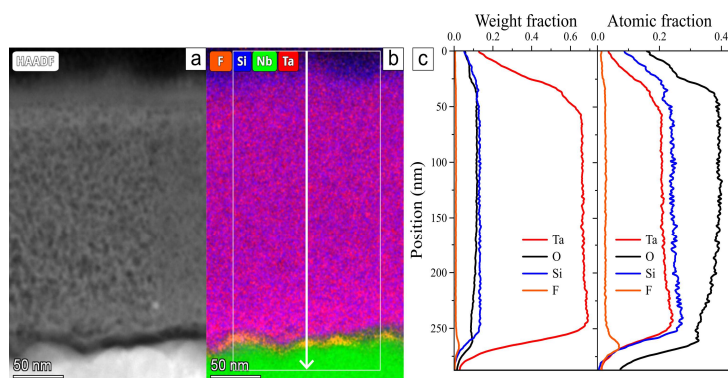 HAADF
a
50 nm
F Si Nb Ta
b
50 nm
c
Weight fraction
Atomic fraction
0.0 0.2 0.4 0.6
0.0 0.2 0.4
Position (nm)
0
50
100
150
200
250
Ta
O
Si
F
Ta
O
Si
F